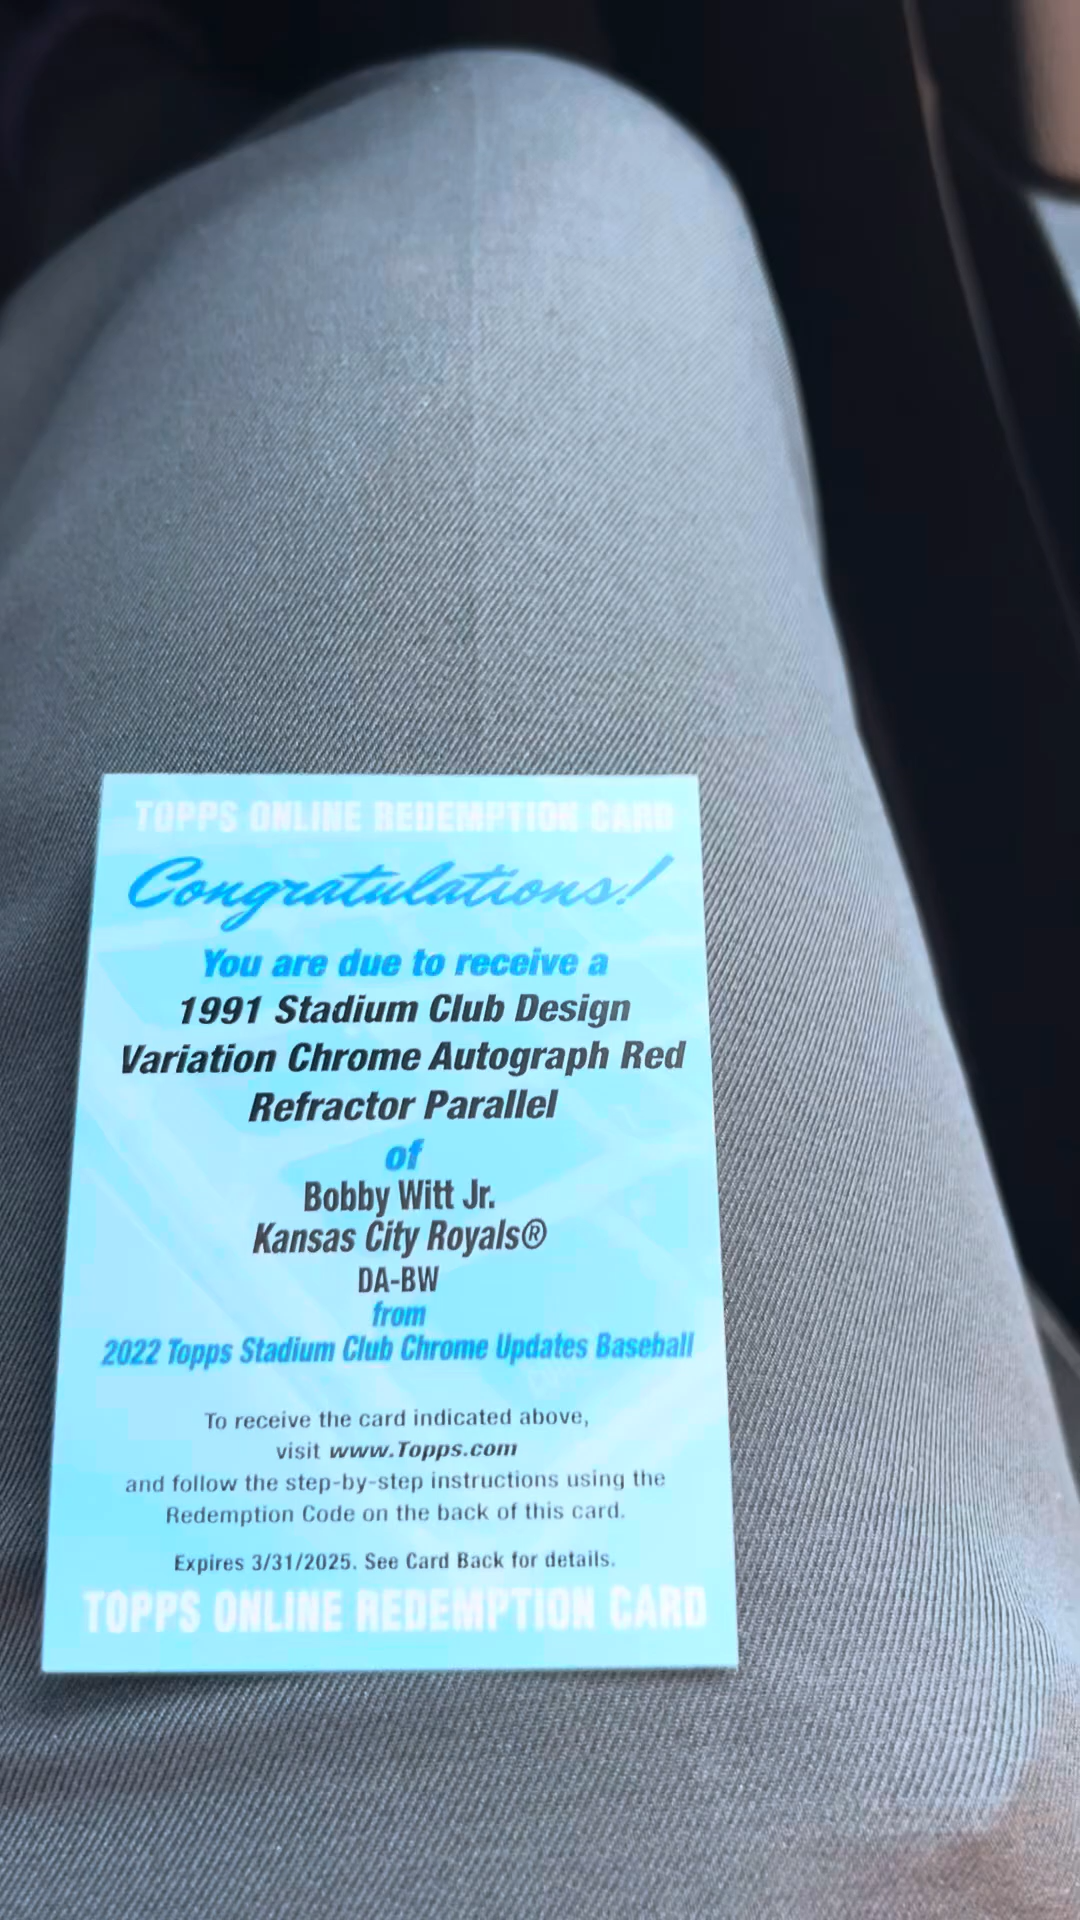 TOPPS ONLINE REDEMPTION CARD
Congratulations!
You are due to receive a
1991 Stadium Club Design
Variation Chrome Autograph Red
Refractor Parallel
of
Bobby Witt Jr.
Kansas City Royals®
DA-BW
from
2022 Topps Stadium Club Chrome Updates Baseball
To receive the card indicated above,
visit www.Topps.com
and follow the step-by-step instructions using the
Redemption Code on the back of this card.
Expires 3/31/2025. See Card Back for details.
TOPPS ONLINE REDEMPTION CARD